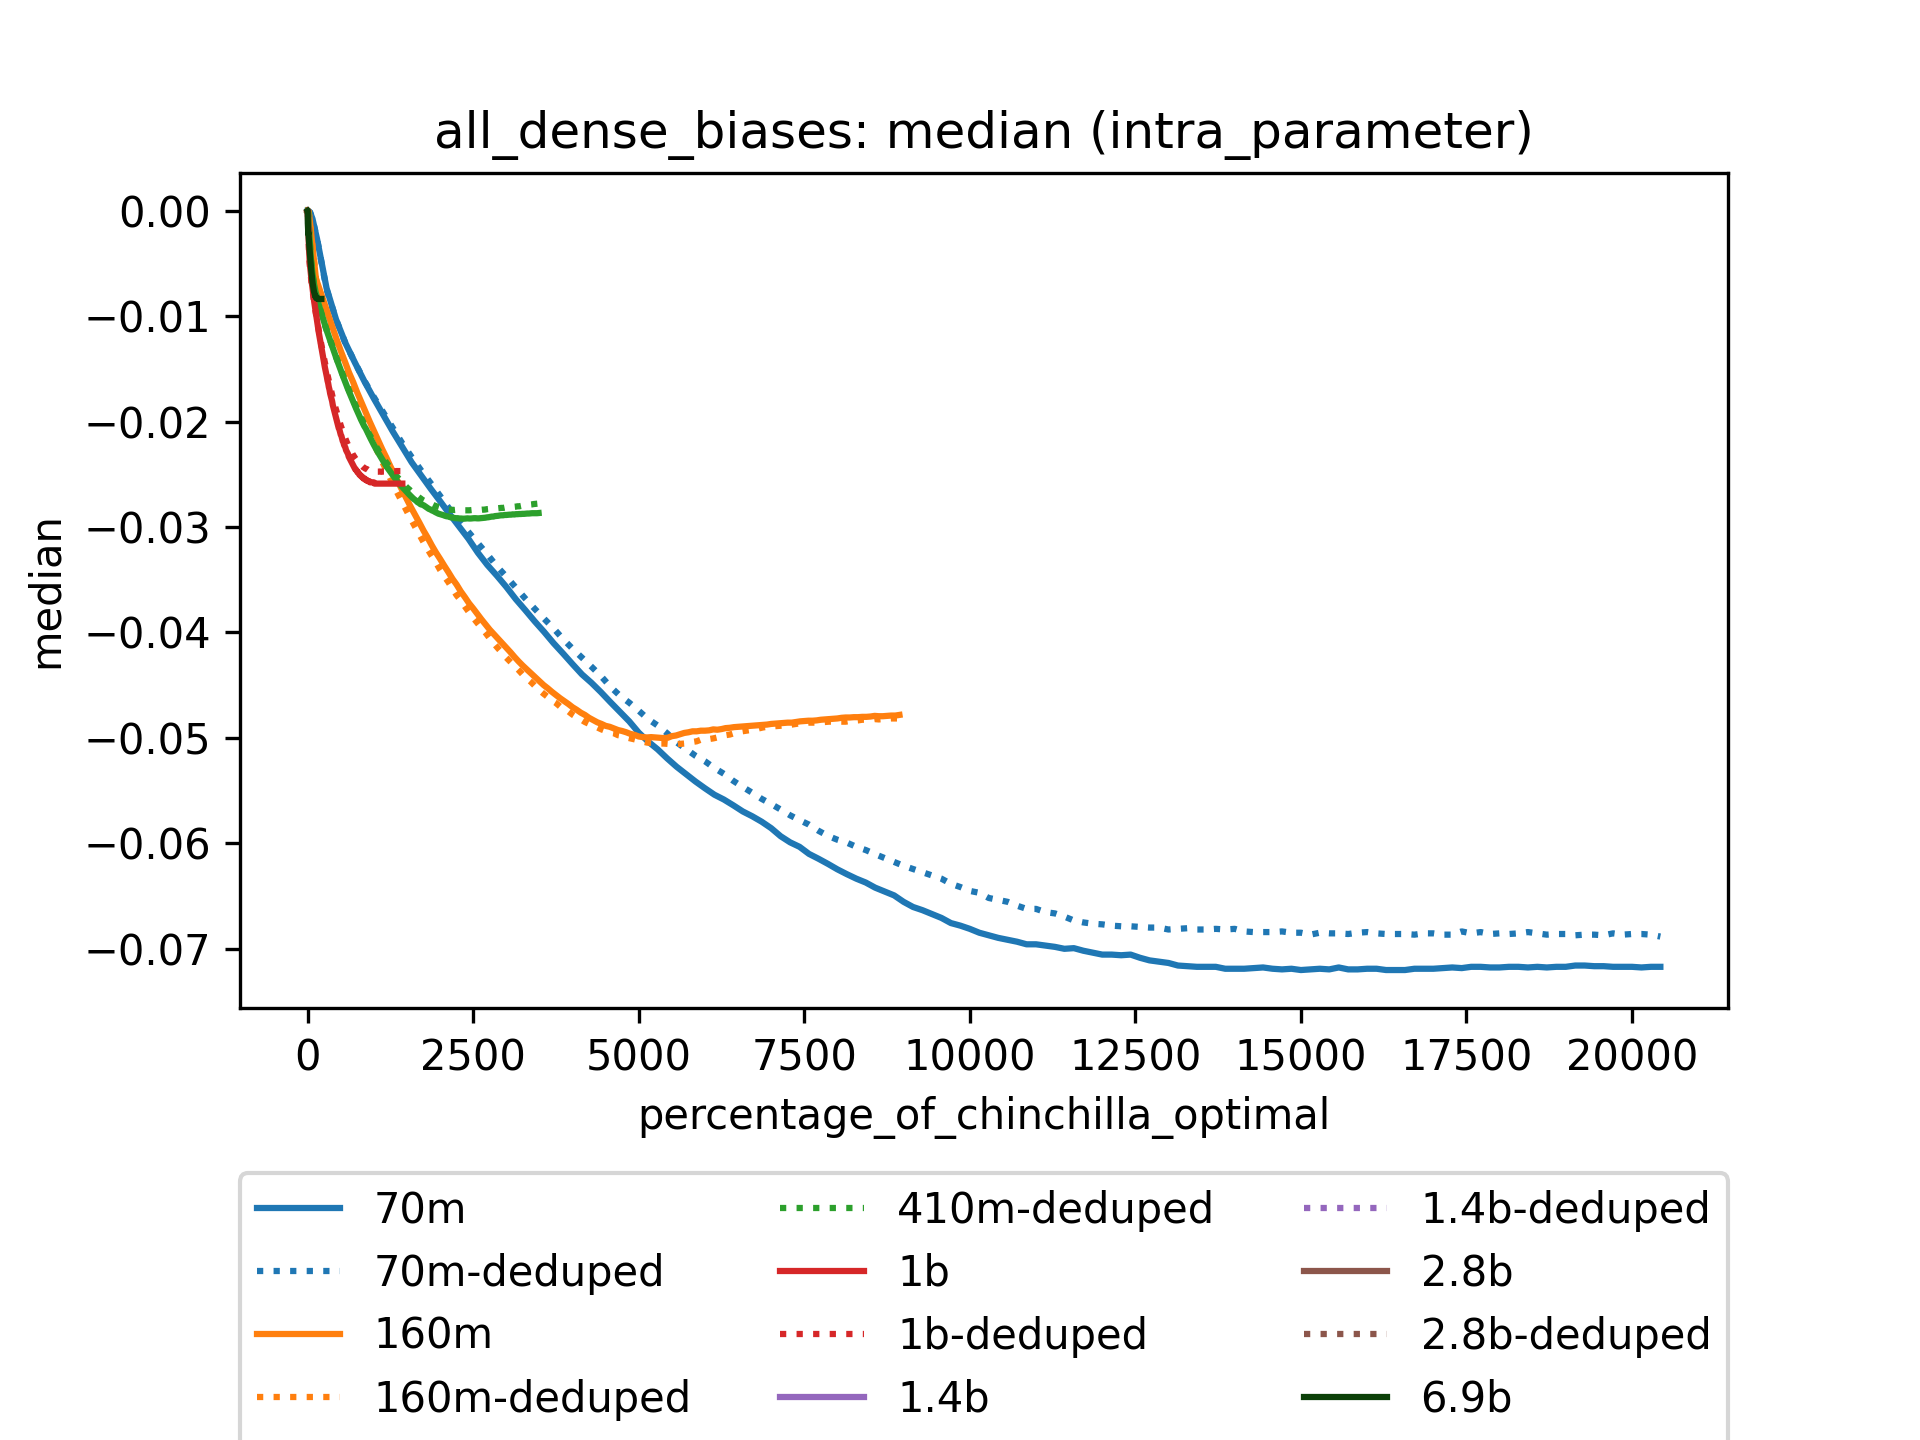 all_dense_biases: median (intra_parameter)
0.00
−0.01
−0.02
−0.03
−0.04
−0.05
−0.06
−0.07
median
0 2500 5000 7500 10000 12500 15000 17500 20000
percentage_of_chinchilla_optimal
70m 410m-deduped 1.4b-deduped
70m-deduped 1b 2.8b
160m 1b-deduped 2.8b-deduped
160m-deduped 1.4b 6.9b